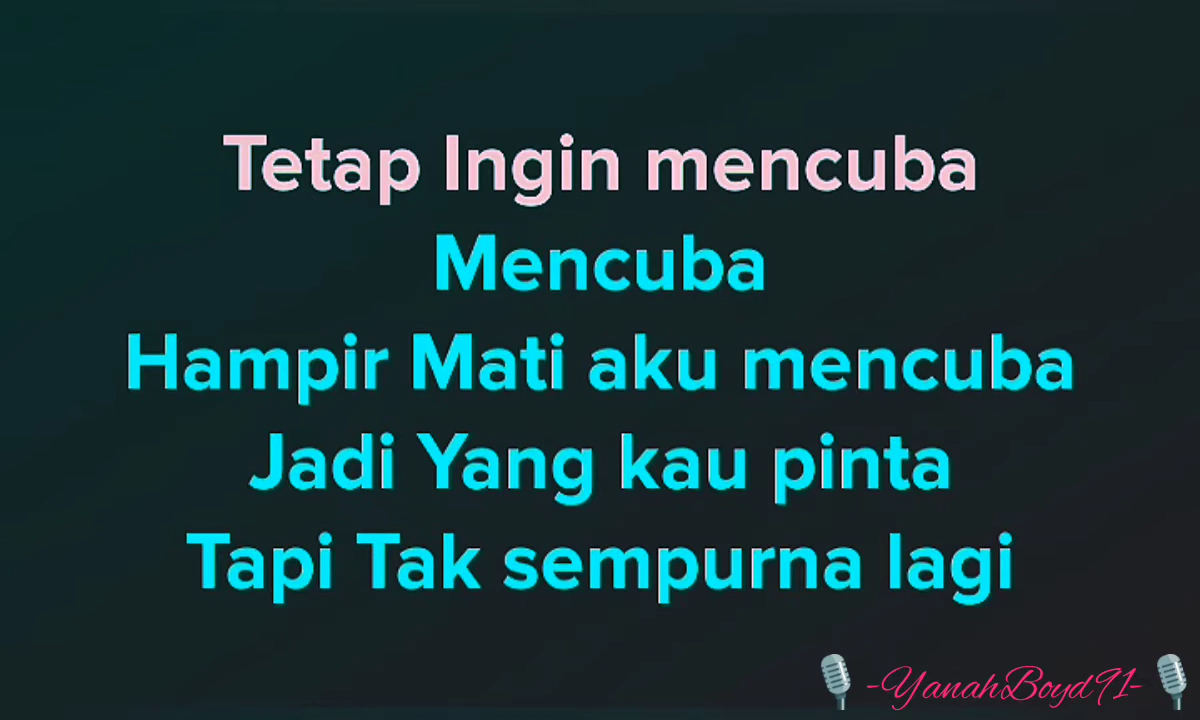 Tetap Ingin mencuba
Mencuba
Hampir Mati aku mencuba
Jadi Yang kau pinta
Tapi Tak sempurna lagi
-YanahBoyd91-